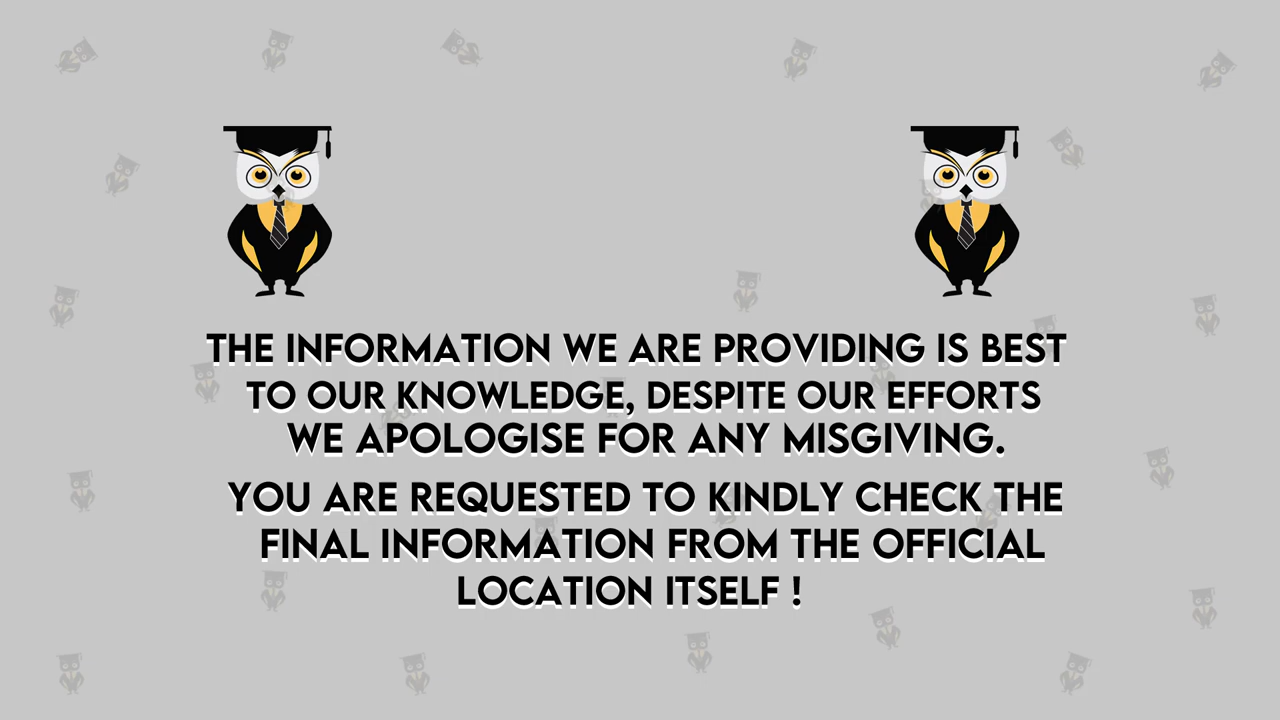 THE INFORMATION WE ARE PROVIDING IS BEST
TO OUR KNOWLEDGE, DESPITE OUR EFFORTS
WE APOLOGISE FOR ANY MISGIVING.
YOU ARE REQUESTED TO KINDLY CHECK THE
FINAL INFORMATION FROM THE OFFICIAL
LOCATION ITSELF !